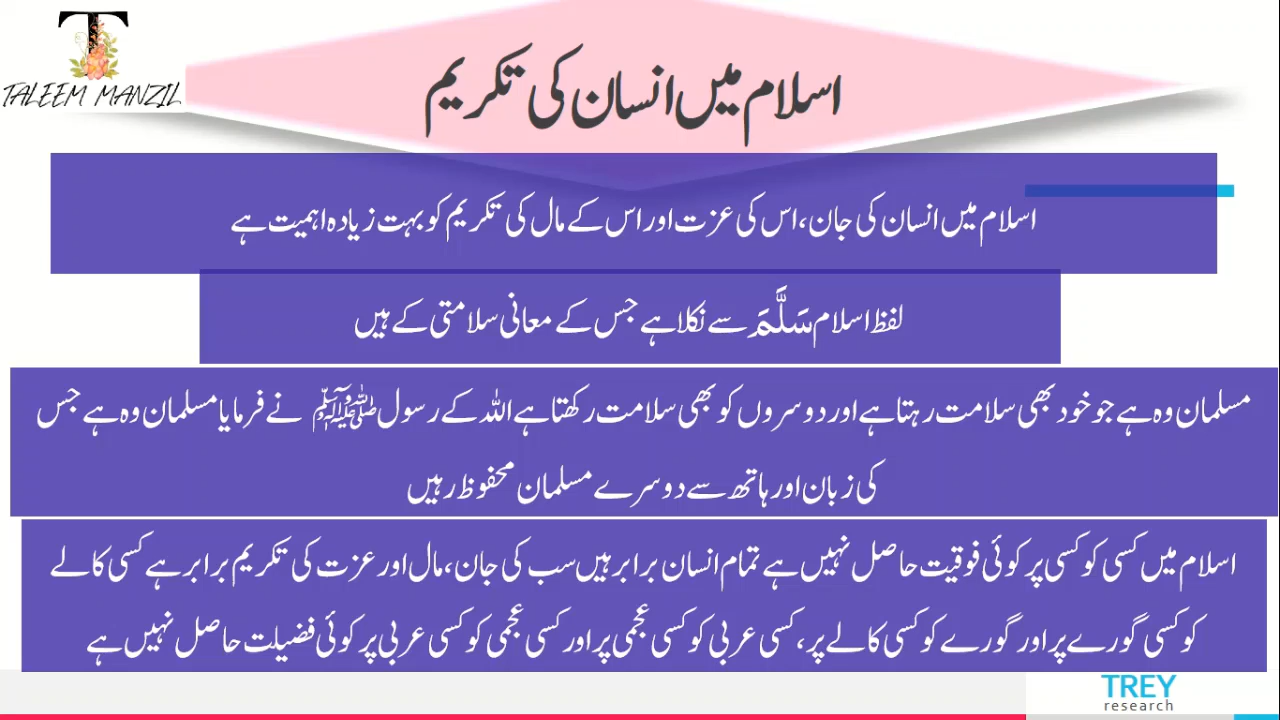 TALEEM MANZIL
اسلام میں انسان کی تکریم
اسلام میں انسان کی جان، اس کی عزت اور اس کے مال کی تکریم کو بہت زیادہ اہمیت ہے
لفظ اسلام سَلَّمَ سے نکلا ہے جس کے معانی سلامتی کے ہیں
مسلمان وہ ہے جو خود بھی سلامت رہتا ہے اور دوسروں کو بھی سلامت رکھتا ہے اللہ کے رسول ﷺ نے فرمایا مسلمان وہ ہے جس
کی زبان اور ہاتھ سے دوسرے مسلمان محفوظ رہیں
اسلام میں کسی کو کسی پر کوئی فوقیت حاصل نہیں ہے تمام انسان برابر ہیں سب کی جان، مال اور عزت کی تکریم برابر ہے کسی کالے
کو کسی گورے پر اور گورے کو کسی کالے پر، کسی عربی کو کسی عجمی پر اور کسی عجمی کو کسی عربی پر کوئی فضیلت حاصل نہیں ہے
TREY
research